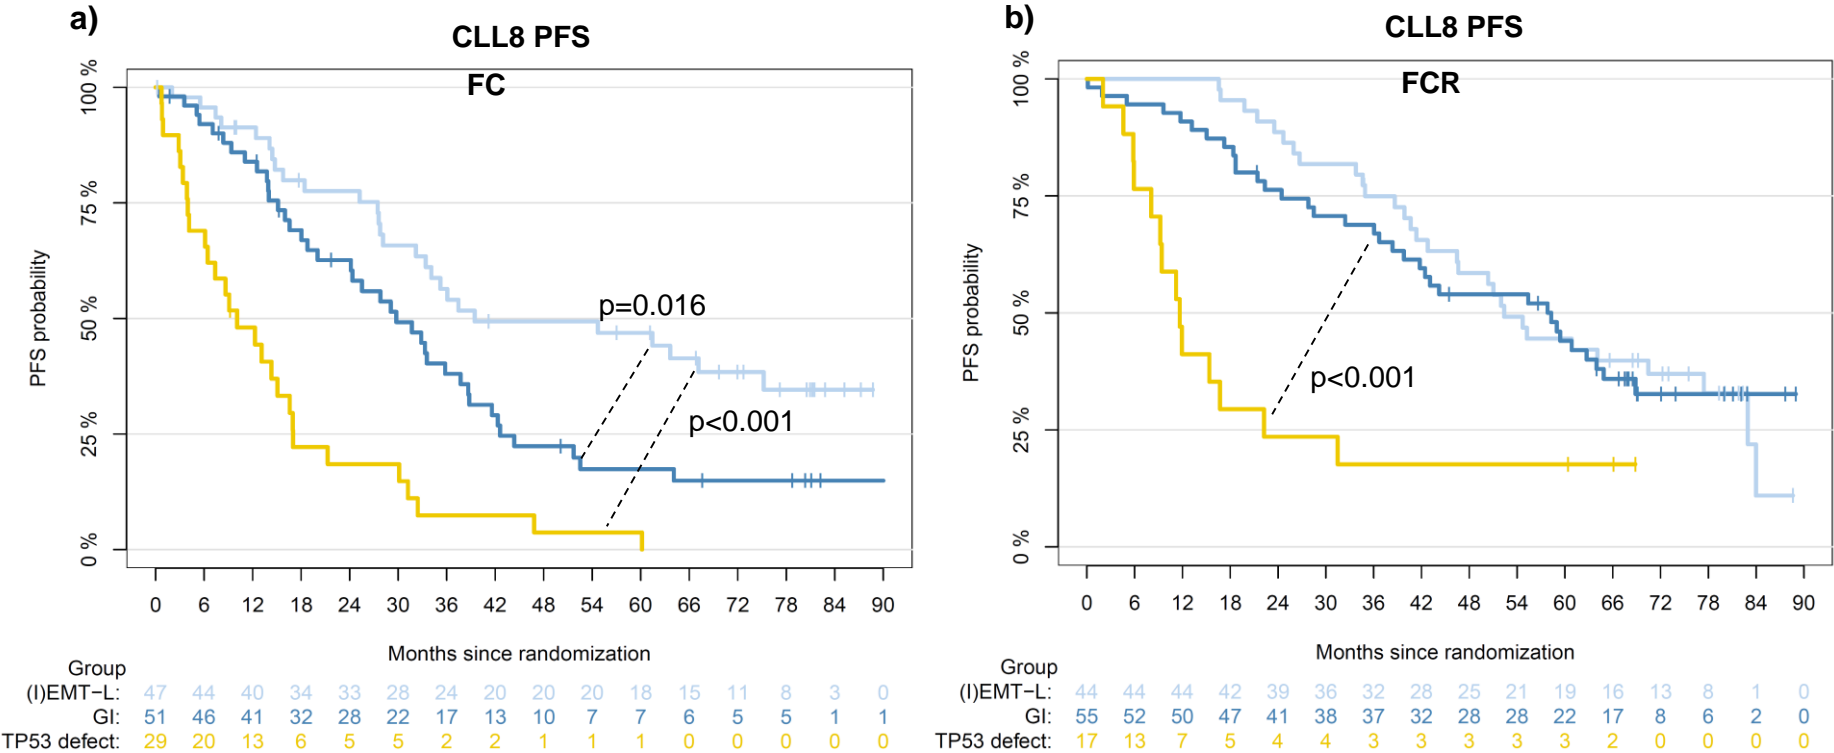 a)
CLL8 PFS
FC
100 %
75 %
50 %
25 %
0 %
PFS probability
p=0.016
p<0.001
0 6 12 18 24 30 36 42 48 54 60 66 72 78 84 90
Months since randomization
Group
(I)EMT−L: 47 44 40 34 33 28 24 20 20 20 18 15 11 8 3 0
GI: 51 46 41 32 28 22 17 13 10 7 7 6 5 5 1 1
TP53 defect: 29 20 13 6 5 5 2 2 1 1 1 0 0 0 0 0
b)
CLL8 PFS
FCR
100 %
75 %
50 %
25 %
0 %
PFS probability
p<0.001
0 6 12 18 24 30 36 42 48 54 60 66 72 78 84 90
Months since randomization
Group
(I)EMT−L: 44 44 44 42 39 36 32 28 25 21 19 16 13 8 1 0
GI: 55 52 50 47 41 38 37 32 28 28 22 17 8 6 2 0
TP53 defect: 17 13 7 5 4 4 3 3 3 3 3 2 0 0 0 0